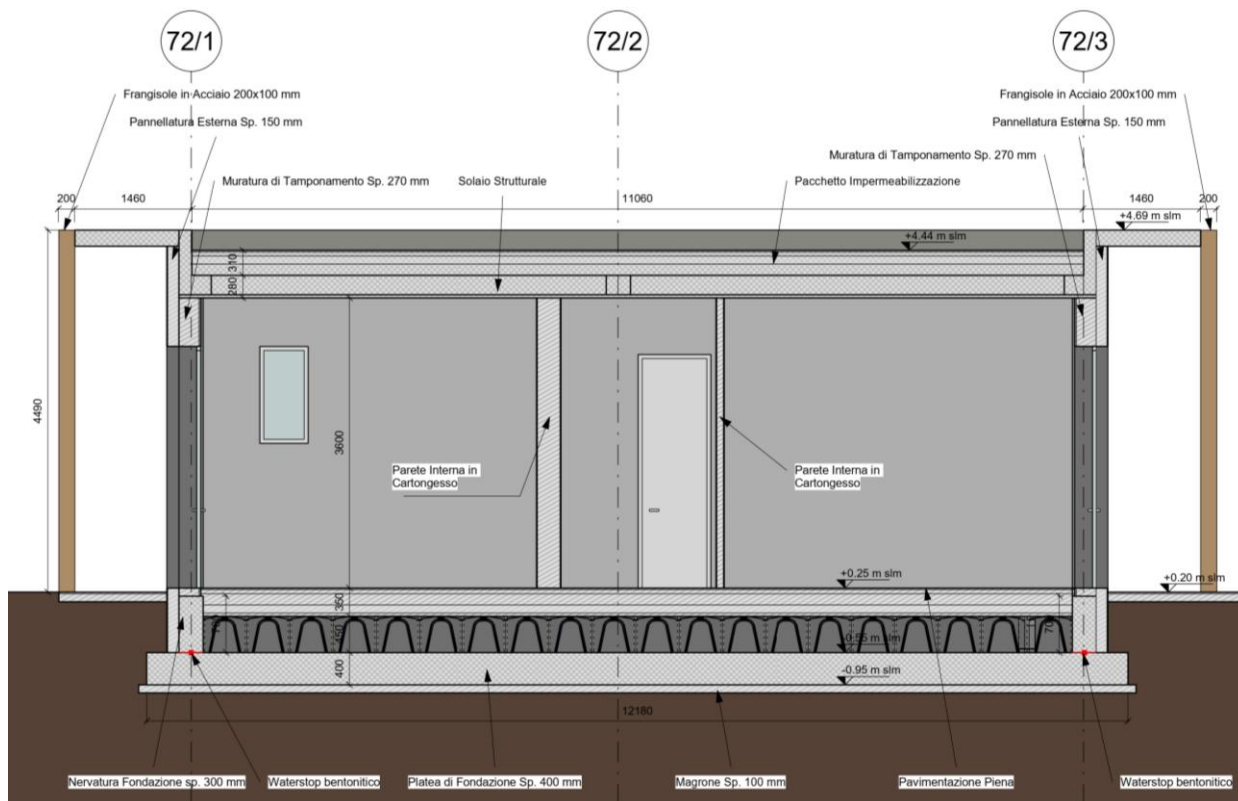 72/1
72/2
72/3
Frangisole in Acciaio 200x100 mm
Frangisole in Acciaio 200x100 mm
Pannellatura Esterna Sp. 150 mm
Pannellatura Esterna Sp. 150 mm
Muratura di Tamponamento Sp. 270 mm
Muratura di Tamponamento Sp. 270 mm
Solaio Strutturale
Pacchetto Impermeabilizzazione
200
1460
11060
1460
200
+4.69 m slm
+4.44 m slm
310
280
4490
3600
Parete Interna in
Cartongesso
Parete Interna in
Cartongesso
+0.25 m slm
+0.20 m slm
350
450
400
-0.55 m slm
-0.95 m slm
12180
Nervatura Fondazione sp. 300 mm
Waterstop bentonitico
Platea di Fondazione Sp. 400 mm
Magrone Sp. 100 mm
Pavimentazione Piena
Waterstop bentonitico